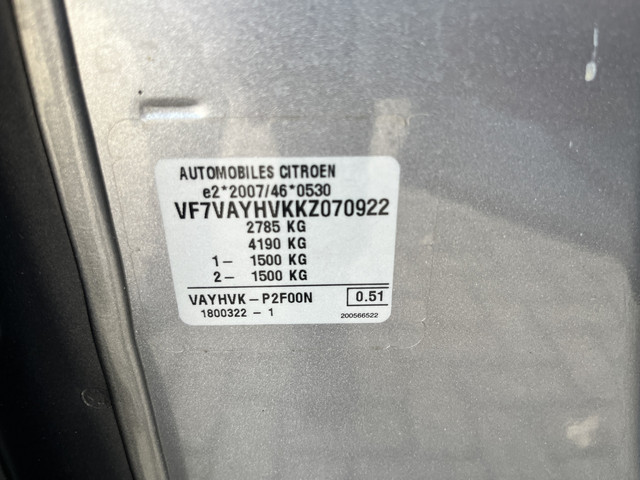 AUTOMOBILES CITROEN
e2*2007/46*0530
VF7VAYHVKKZ070922
2785 KG
4190 KG
1- 1500 KG
2- 1500 KG
VAYHVK-P2F00N 0.51
1800322 - 1 200566522